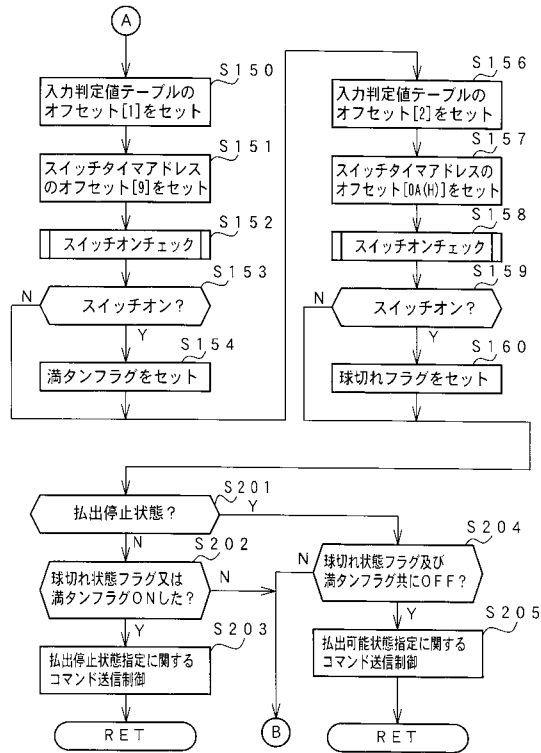 A
S150
入力判定値テーブルの
オフセット[1]をセット
S151
スイッチタイマアドレス
のオフセット[9]をセット
S152
スイッチオンチェック
S153
スイッチオン?
N
Y
S154
満タンフラグをセット
S156
入力判定値テーブルの
オフセット[2]をセット
S157
スイッチタイマアドレスの
オフセット[0A(H)]をセット
S158
スイッチオンチェック
S159
スイッチオン?
N
Y
S160
球切れフラグをセット
S201
払出停止状態?
Y
N
S202
球切れ状態フラグ又は
満タンフラグONした?
N
Y
S203
払出停止状態指定に関する
コマンド送信制御
RET
S204
球切れ状態フラグ及び
満タンフラグ共にOFF?
N
Y
S205
払出可能状態指定に関する
コマンド送信制御
B
RET